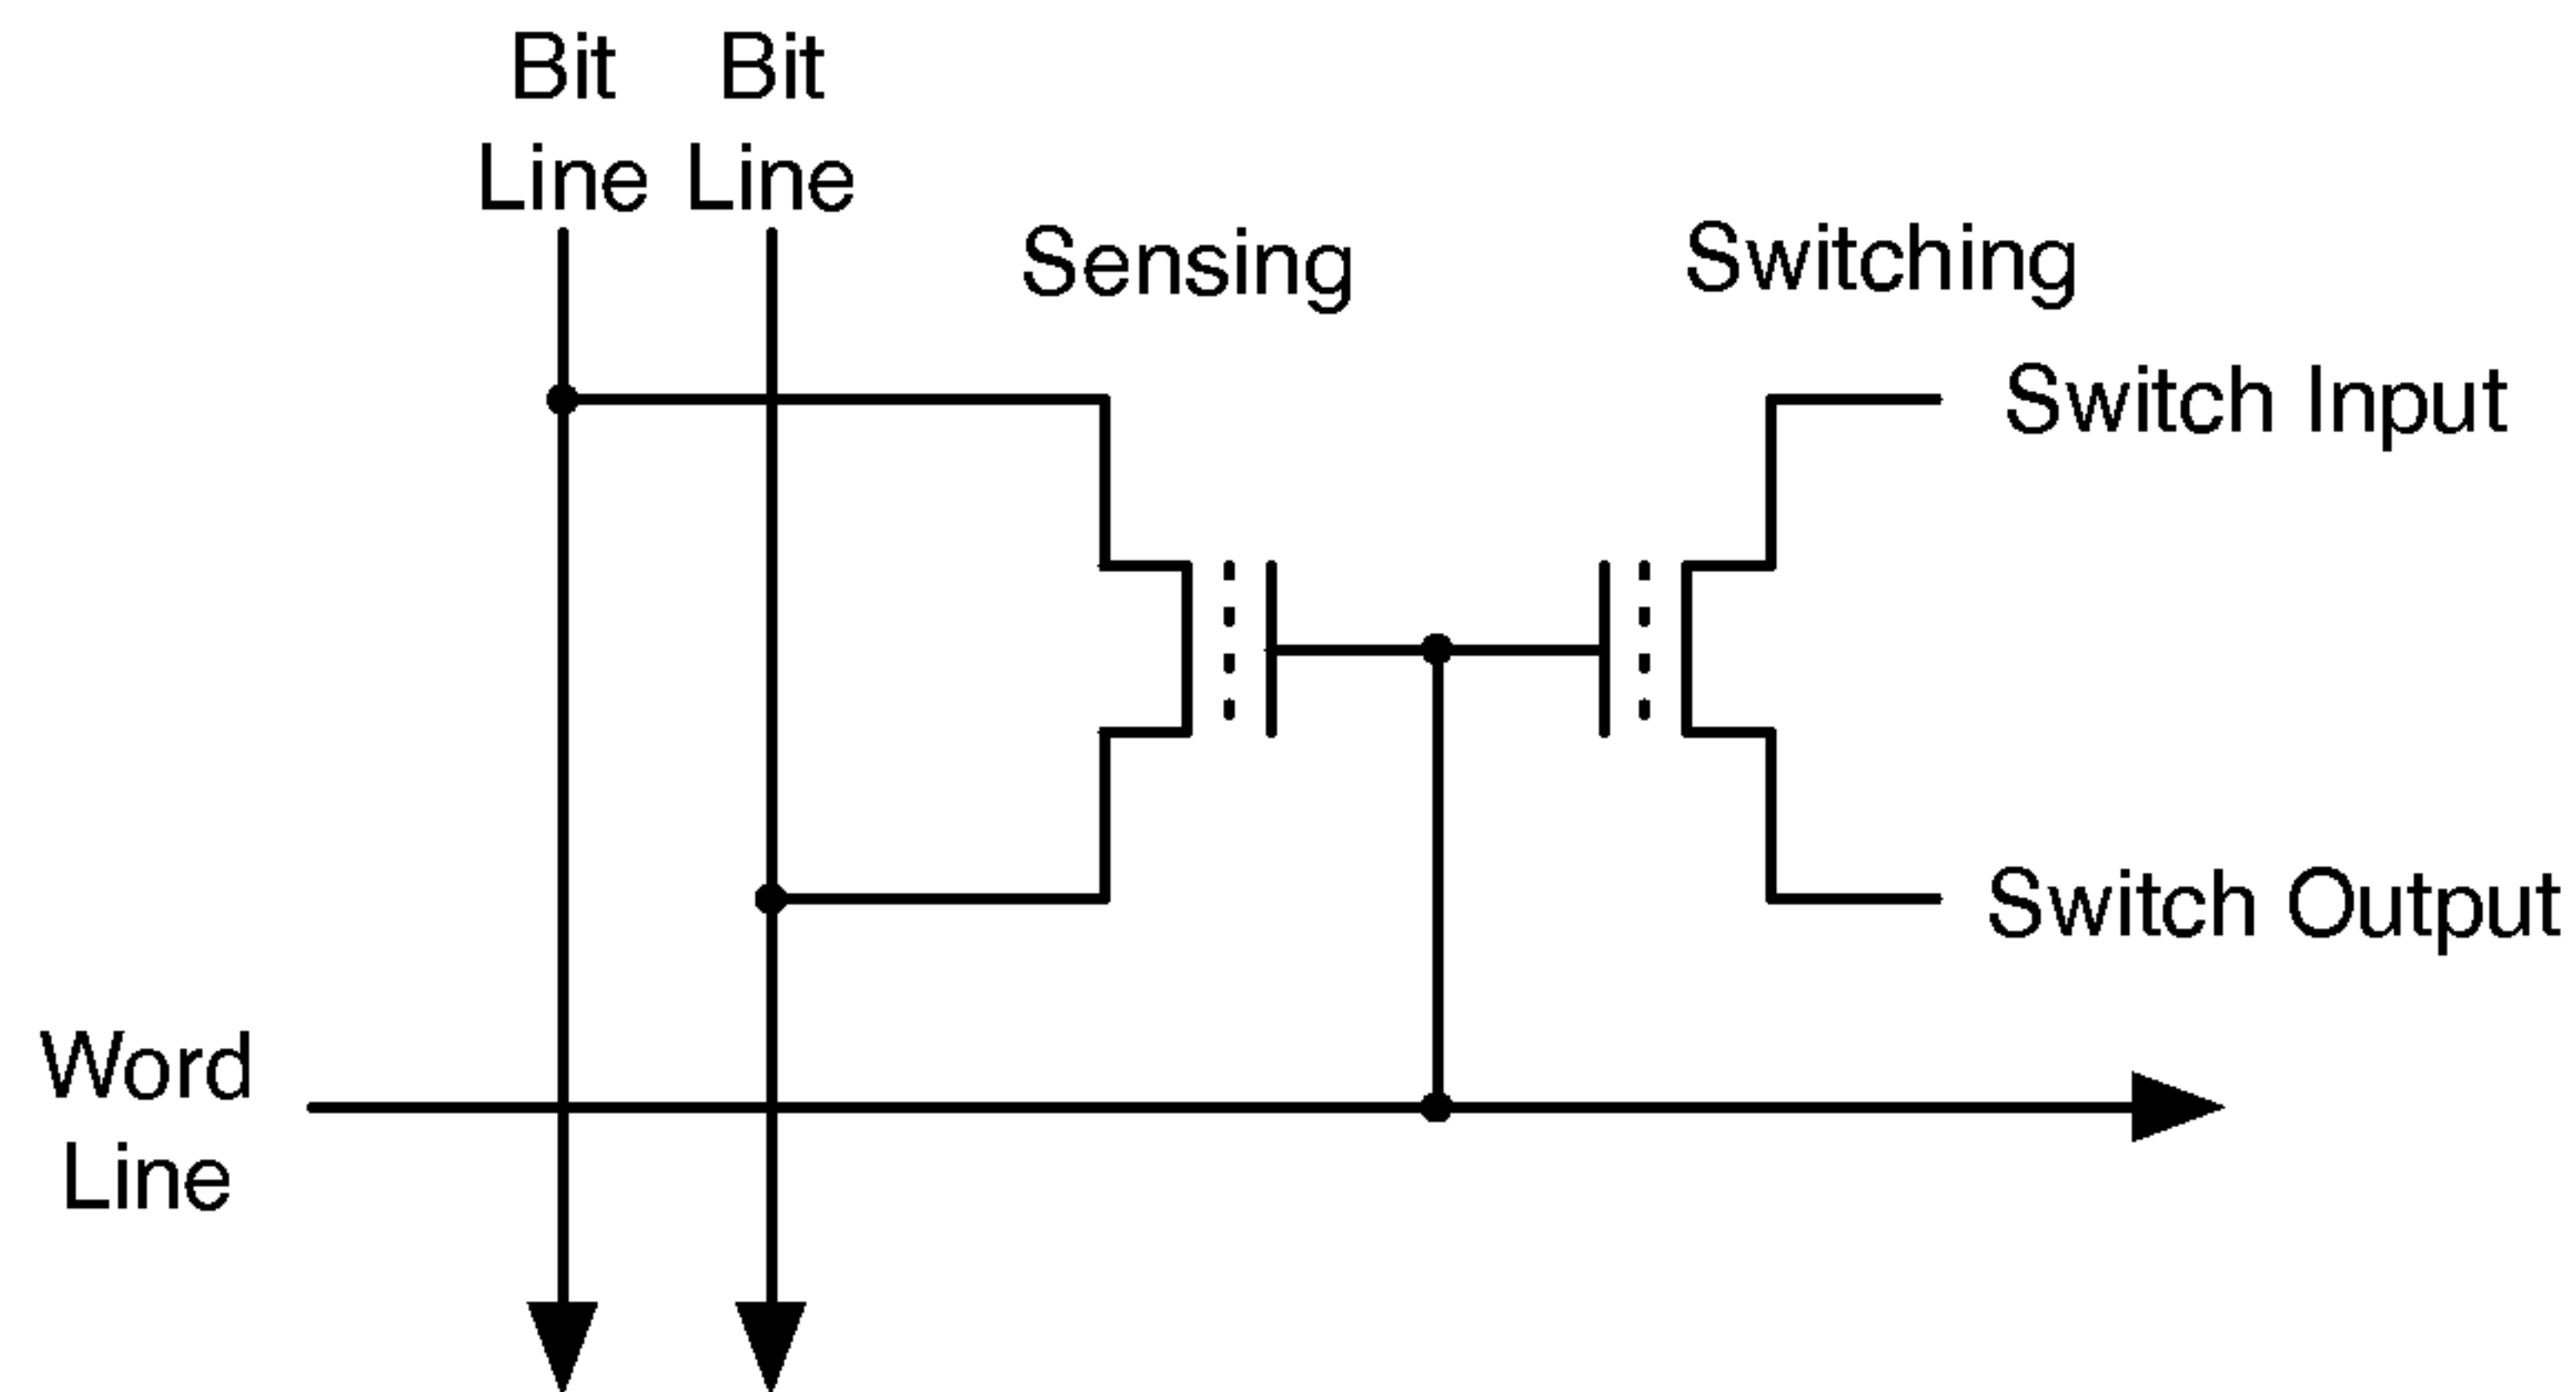 Bit Bit
Line Line
Sensing
Switching
Switch Input
Switch Output
Word
Line